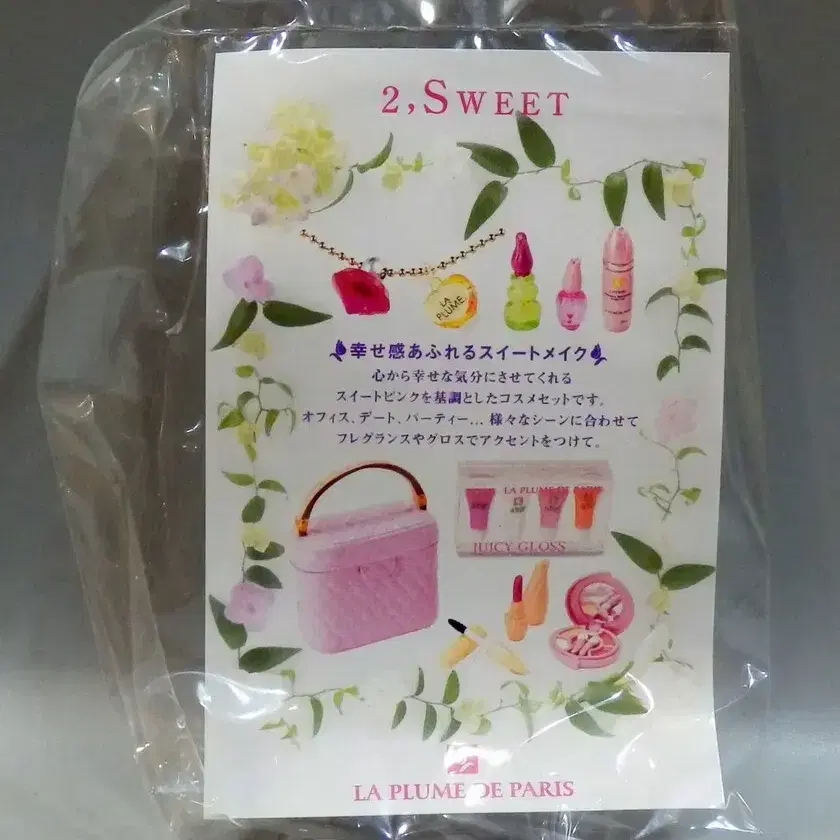 2, SWEET
LA
PLUME
幸せ感あふれるスイートメイク
心から幸せな気分にさせてくれる
スイートピンクを基調としたコスメセットです。
オフィス、デート、パーティー… 様々なシーンに合わせて
フレグランスやグロスでアクセントをつけて。
LA PLUME DE PARIS
JUICY GLOSS
LA PLUME DE PARIS